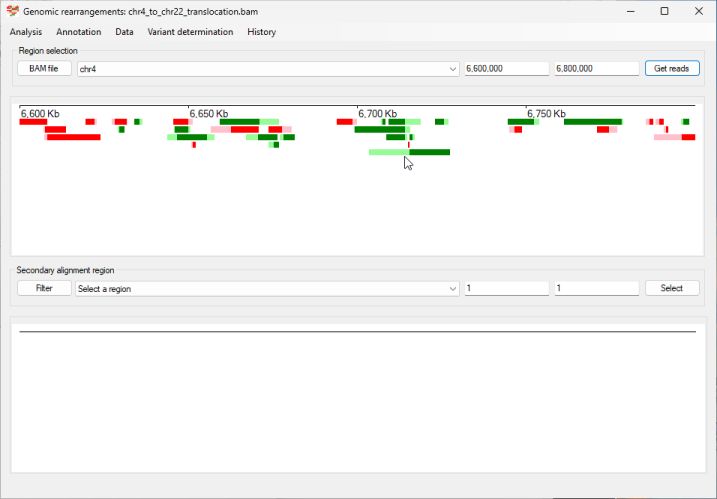 Genomic rearrangements: chr4_to_chr22_translocation.bam
Analysis Annotation Data Variant determination History
Region selection
BAM file chr4 6,600,000 6,800,000 Get reads
6,600 Kb 6,650 Kb 6,700 Kb 6,750 Kb
Secondary alignment region
Filter Select a region 1 1 Select